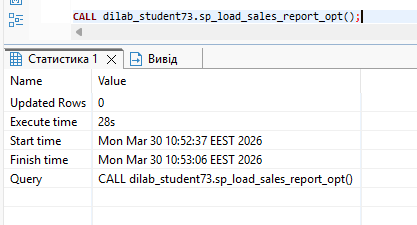 CALL dilab_student73.sp_load_sales_report_opt();
Статистика 1 Вивід
Name Value
Updated Rows 0
Execute time 28s
Start time Mon Mar 30 10:52:37 EEST 2026
Finish time Mon Mar 30 10:53:06 EEST 2026
Query CALL dilab_student73.sp_load_sales_report_opt()